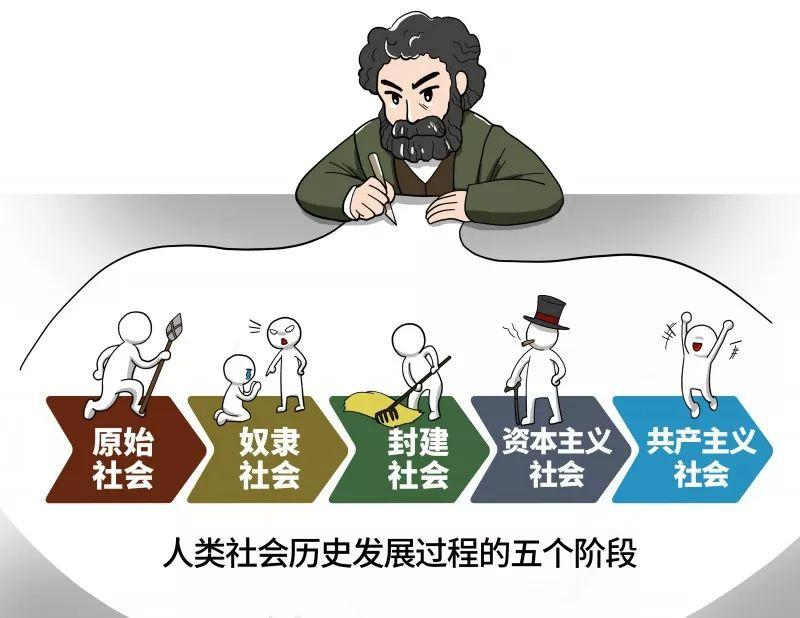 原始
社会
奴隶
社会
封建
社会
资本主义
社会
共产主义
社会
人类社会历史发展过程的五个阶段